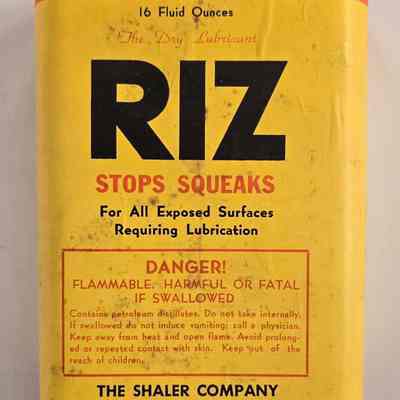 16 Fluid Ounces
The Dry Lubricant
RIZ
STOPS SQUEAKS
For All Exposed Surfaces
Requiring Lubrication
DANGER!
FLAMMABLE, HARMFUL OR FATAL
IF SWALLOWED
Contains petroleum distillates. Do not take internally.
If swallowed do not induce vomiting; call a physician.
Keep away from heat and open flame. Avoid prolong-
ed or repeated contact with skin. Keep out of the
reach of children.
THE SHALER COMPANY